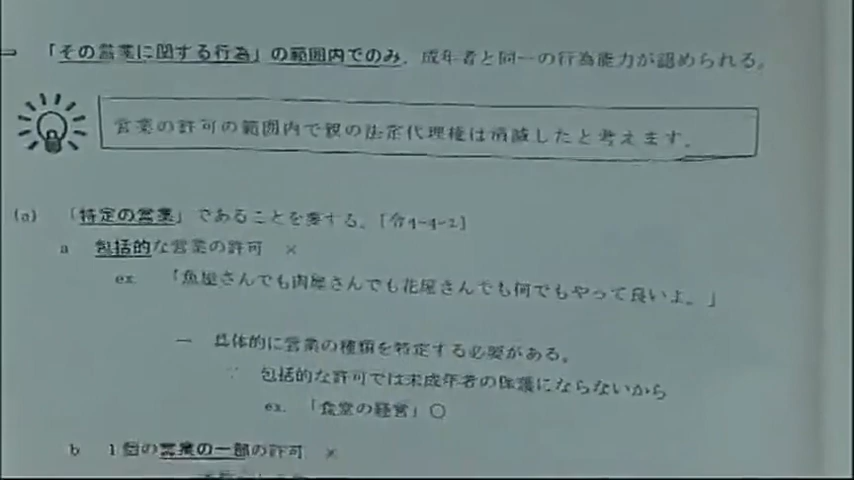 「その営業に関する行為」の範囲内でのみ、成年者と同一の行為能力が認められる。
営業の許可の範囲内で親の法定代理権は消滅したと考えます。
(a) 「特定の営業」であることを要する。[令4-4-2]
a 包括的な営業の許可 ×
ex. 「魚屋さんでも肉屋さんでも花屋さんでも何でもやって良いよ。」
→ 具体的に営業の種類を特定する必要がある。
∵ 包括的な許可では未成年者の保護にならないから
ex. 「食堂の経営」○
b 1個の営業の一部の許可 ×